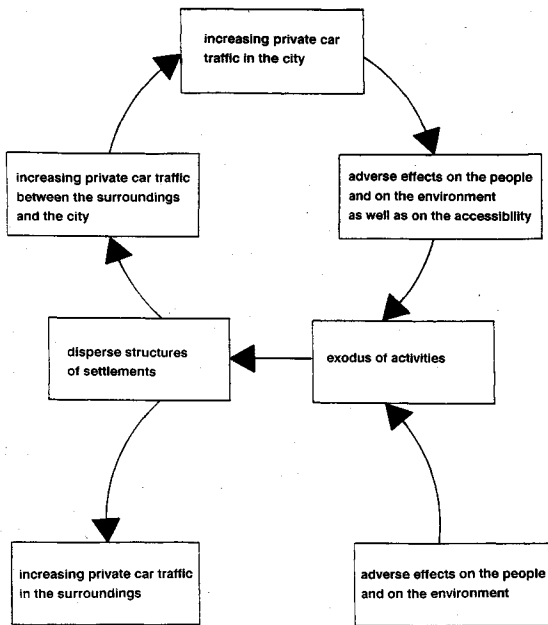 increasing private car
traffic in the city
increasing private car traffic
between the surroundings
and the city
adverse effects on the people
and on the environment
as well as on the accessibility
disperse structures
of settlements
exodus of activities
increasing private car traffic
in the surroundings
adverse effects on the people
and on the environment